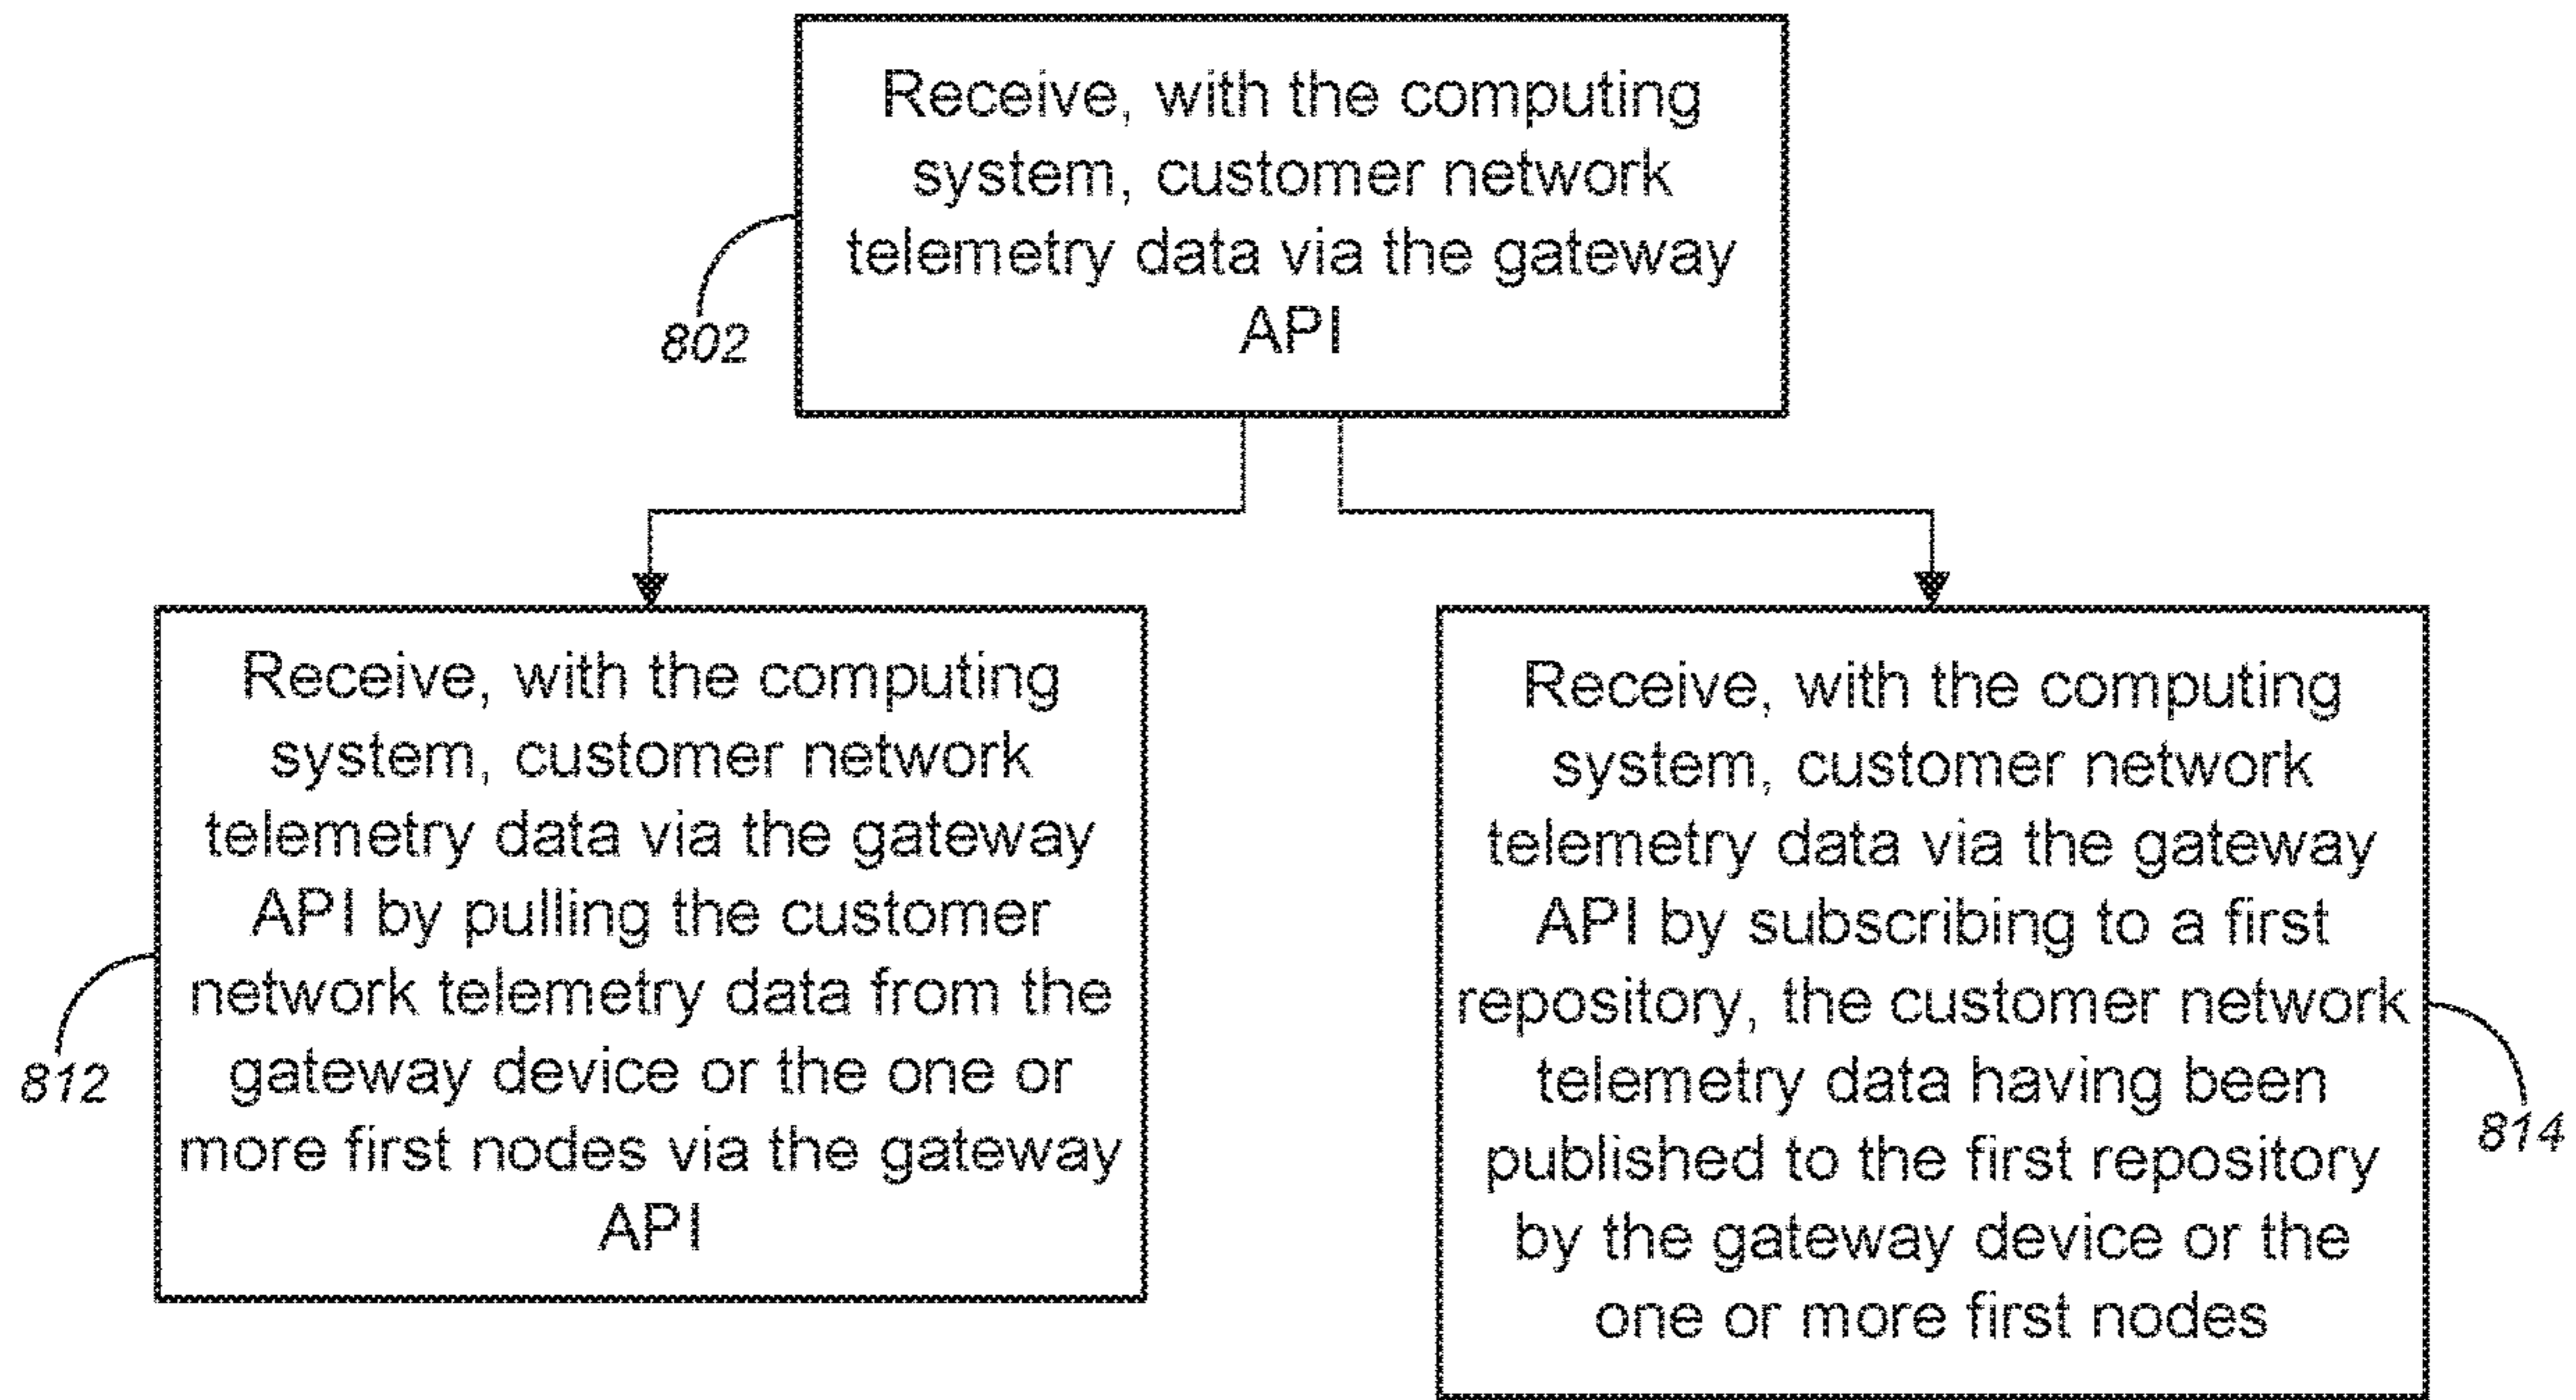 Receive, with the computing
system, customer network
telemetry data via the gateway
API
802
Receive, with the computing
system, customer network
telemetry data via the gateway
API by pulling the customer
network telemetry data from the
gateway device or the one or
more first nodes via the gateway
API
812
Receive, with the computing
system, customer network
telemetry data via the gateway
API by subscribing to a first
repository, the customer network
telemetry data having been
published to the first repository
by the gateway device or the
one or more first nodes
814